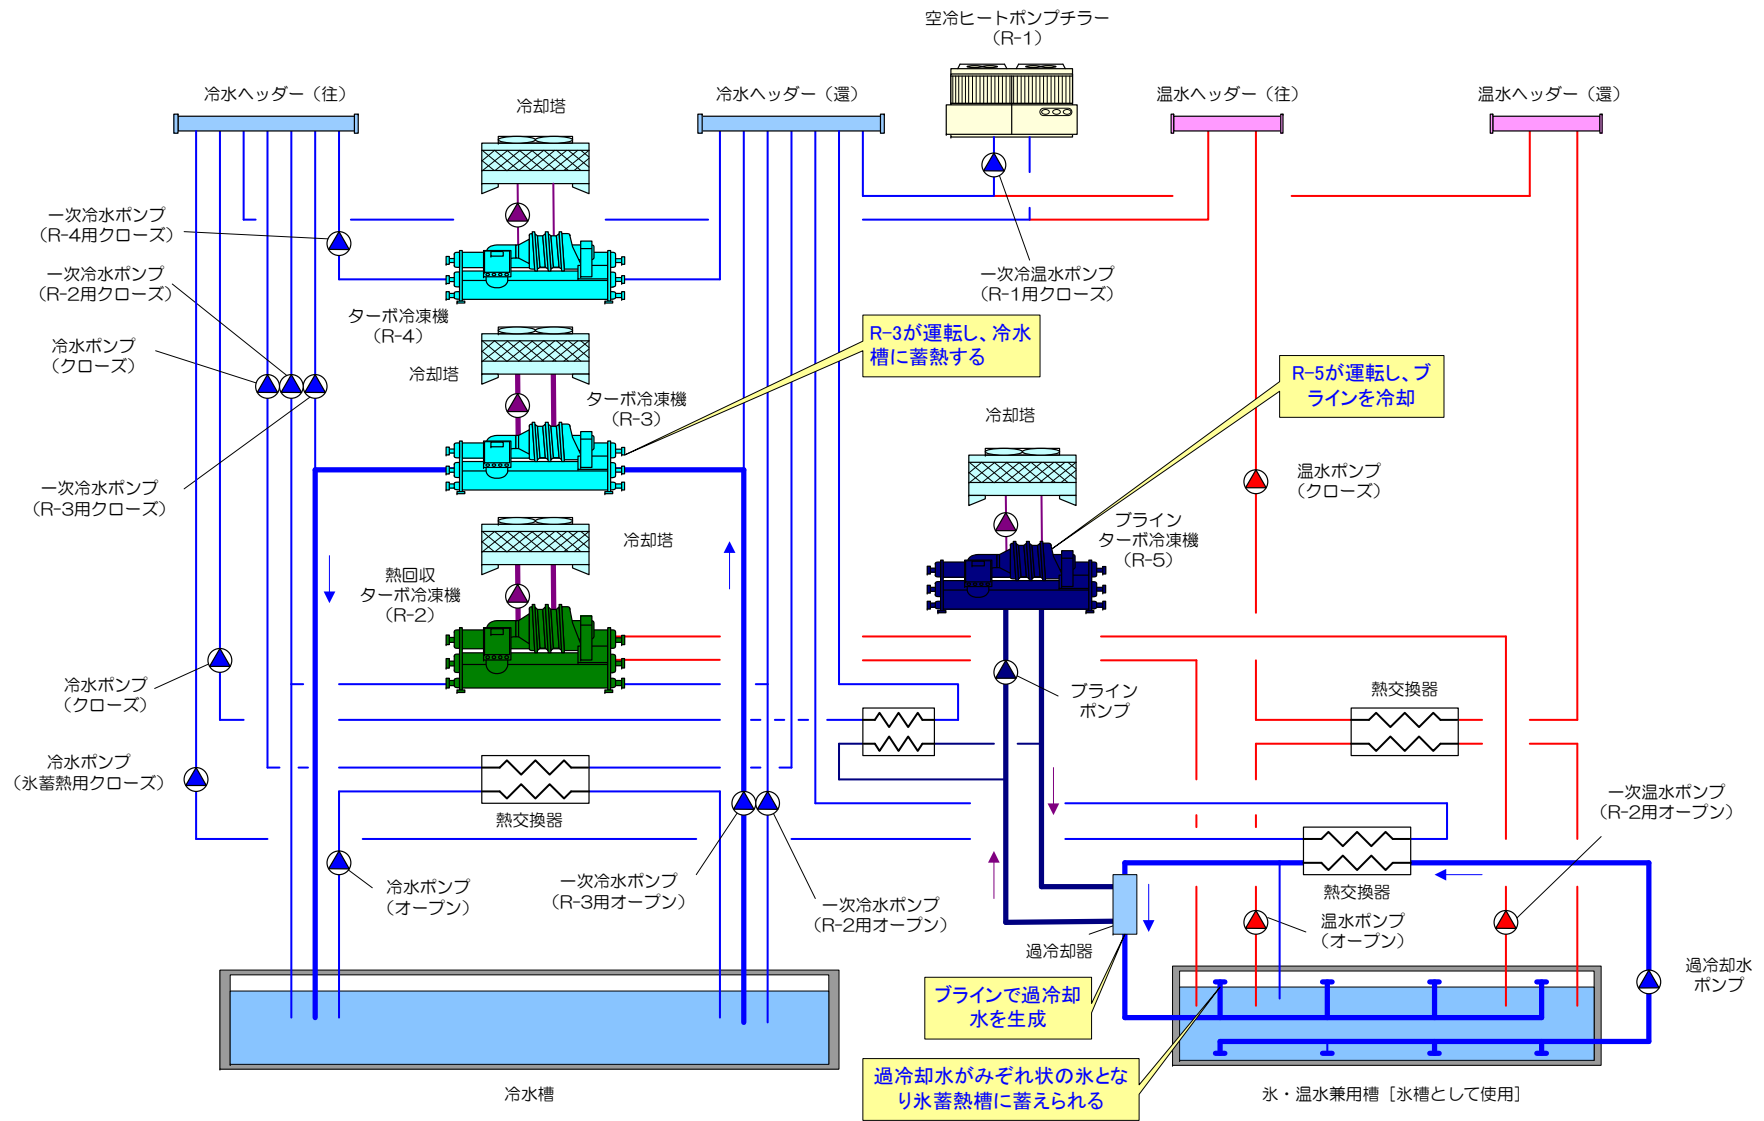 空冷ヒートポンプチラー
（R-1）
冷水ヘッダー（往）
冷却塔
冷水ヘッダー（還）
温水ヘッダー（往）
温水ヘッダー（還）
一次冷水ポンプ
（R-4用クローズ）
一次冷水ポンプ
（R-2用クローズ）
冷水ポンプ
（クローズ）
ターボ冷凍機
（R-4）
冷却塔
一次冷温水ポンプ
（R-1用クローズ）
R-3が運転し、冷水
槽に蓄熱する
R-5が運転し、ブ
ラインを冷却
ターボ冷凍機
（R-3）
冷却塔
一次冷水ポンプ
（R-3用クローズ）
温水ポンプ
（クローズ）
冷却塔
ブライン
ターボ冷凍機
（R-5）
熱回収
ターボ冷凍機
（R-2）
冷水ポンプ
（クローズ）
ブライン
ポンプ
熱交換器
冷水ポンプ
（氷蓄熱用クローズ）
熱交換器
一次温水ポンプ
（R-2用オープン）
冷水ポンプ
（オープン）
一次冷水ポンプ
（R-3用オープン）
一次冷水ポンプ
（R-2用オープン）
熱交換器
温水ポンプ
（オープン）
過冷却器
過冷却水
ポンプ
ブラインで過冷却
水を生成
過冷却水がみぞれ状の氷とな
り氷蓄熱槽に蓄えられる
冷水槽
氷・温水兼用槽［氷槽として使用］